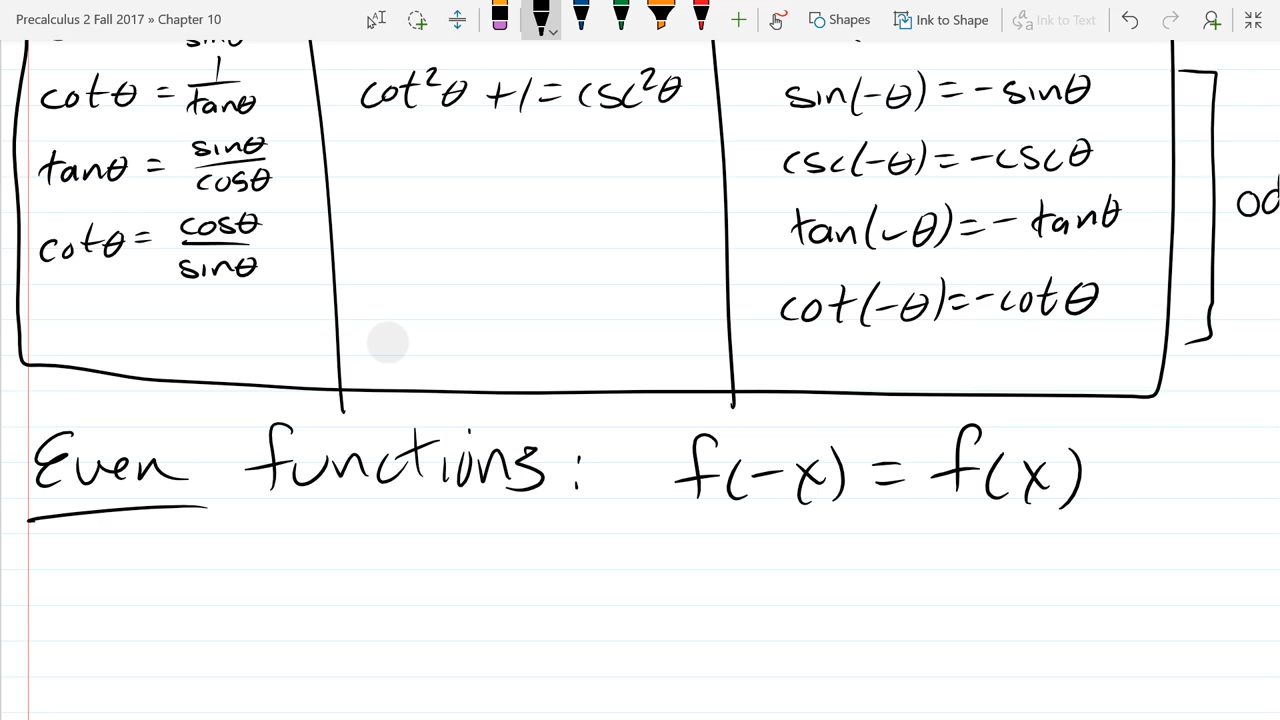 Precalculus 2 Fall 2017 » Chapter 10
Shapes
Ink to Shape
Ink to Text
sinθ
cotθ = 1/tanθ
tanθ = sinθ/cosθ
cotθ = cosθ/sinθ
cot²θ + 1 = csc²θ
sin(-θ) = -sinθ
csc(-θ) = -cscθ
tan(-θ) = -tanθ
cot(-θ) = -cotθ
Even functions: f(-x) = f(x)